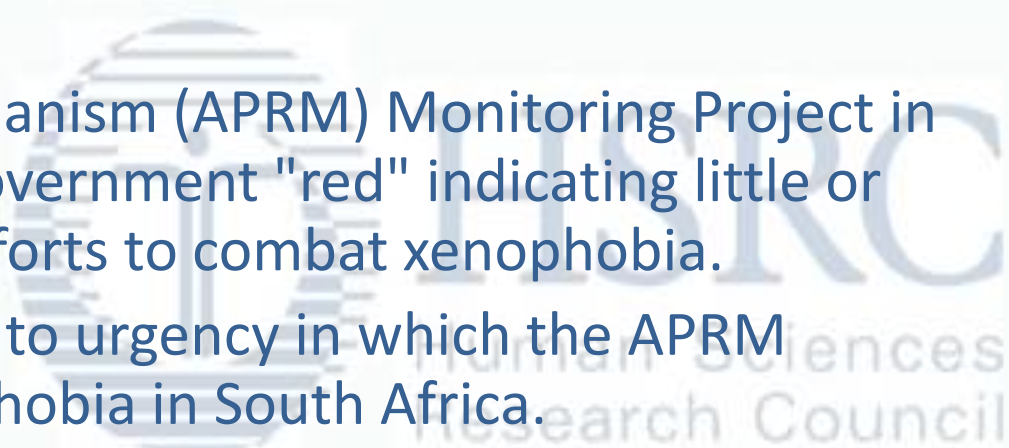 anism (APRM) Monitoring Project in
overnment "red" indicating little or
forts to combat xenophobia.
to urgency in which the APRM
hobia in South Africa.
HSRC
Human Sciences
Research Council